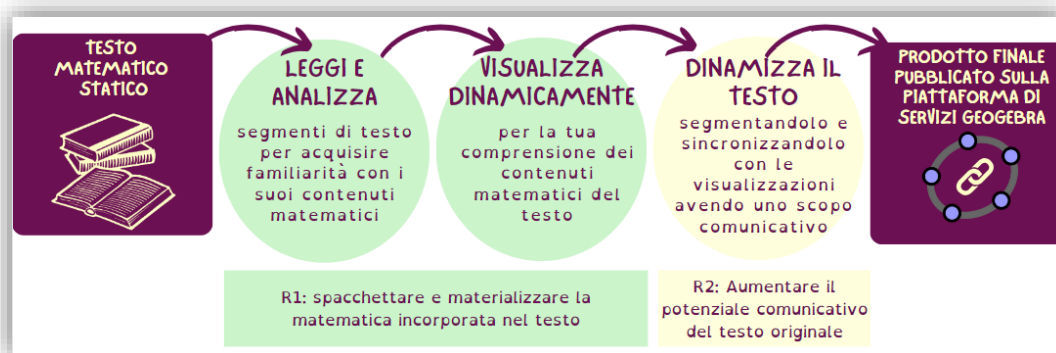 TESTO
MATEMATICO
STATICO
LEGGI E
ANALIZZA
segmenti di testo
per acquisire
familiarità con i
suoi contenuti
matematici
VISUALIZZA
DINAMICAMENTE
per la tua
comprensione dei
contenuti
matematici del
testo
DINAMIZZA IL
TESTO
segmentandolo e
sincronizzandolo
con le
visualizzazioni
avendo uno scopo
comunicativo
PRODOTTO FINALE
PUBBLICATO SULLA
PIATTAFORMA DI
SERVIZI GEOGEBRA
R1: spacchettare e materializzare la
matematica incorporata nel testo
R2: Aumentare il
potenziale comunicativo
del testo originale